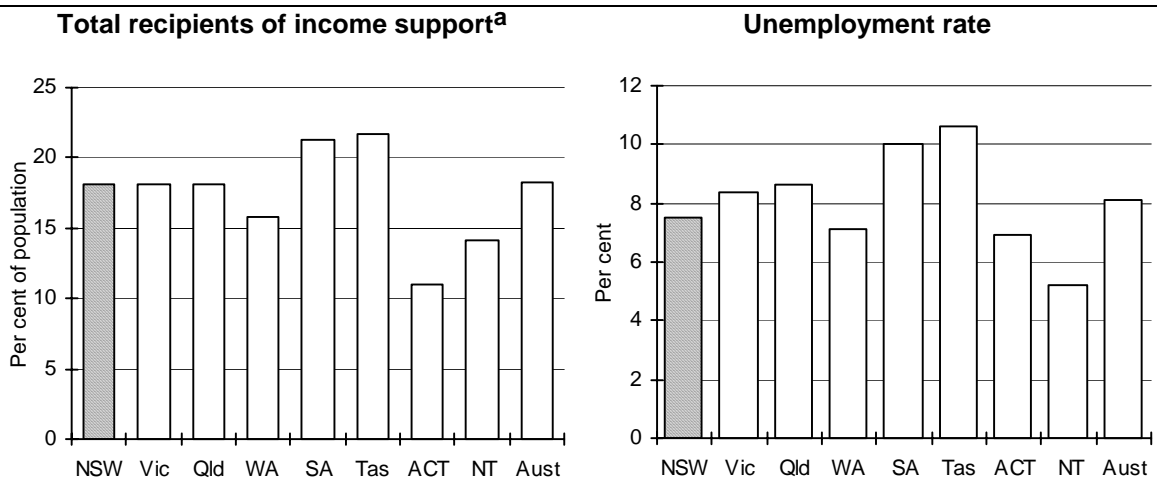 Total recipients of income supporta
Per cent of population
25
20
15
10
5
0
NSW Vic Qld WA SA Tas ACT NT Aust
Unemployment rate
Per cent
12
10
8
6
4
2
0
NSW Vic Qld WA SA Tas ACT NT Aust